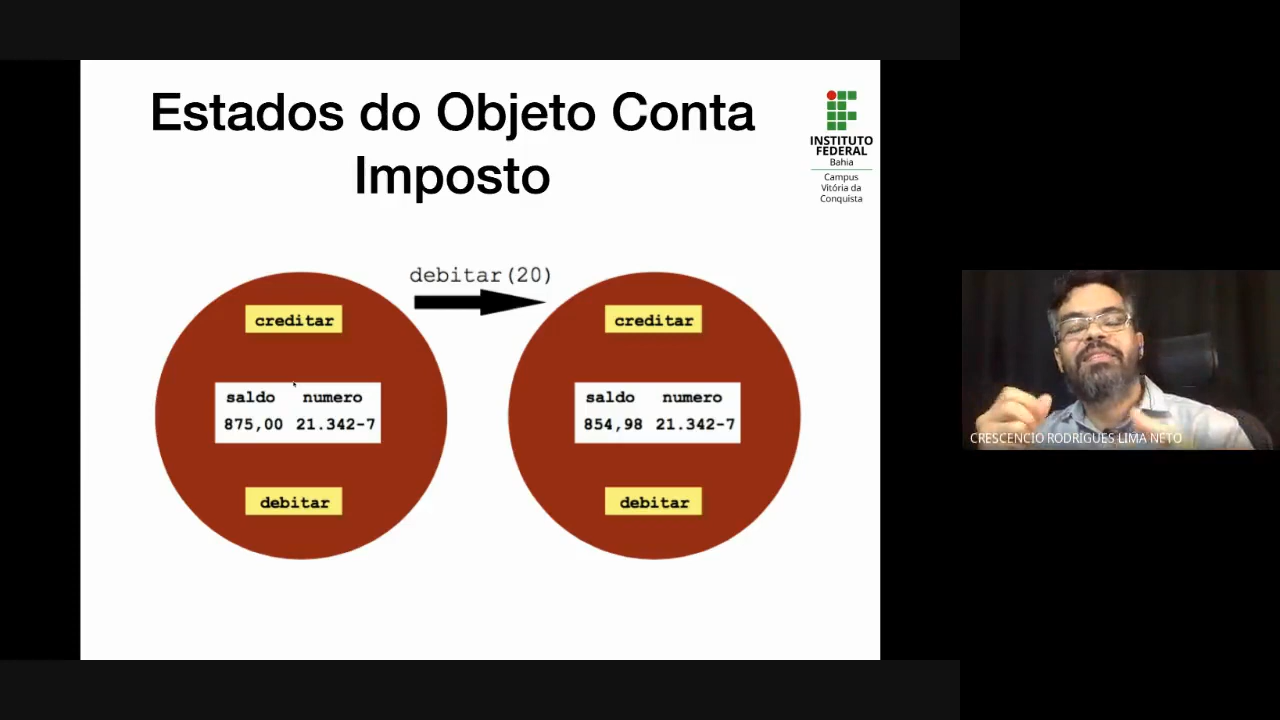 Estados do Objeto Conta
Imposto
INSTITUTO
FEDERAL
Bahia
Campus
Vitória da
Conquista
debitar(20)
creditar
saldo numero
875,00 21.342-7
debitar
creditar
saldo numero
854,98 21.342-7
debitar
CRESCENCIO RODRIGUES LIMA NETO